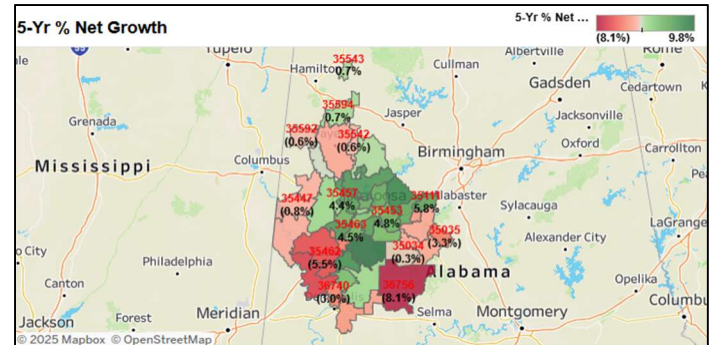 5-Yr % Net Growth
5-Yr % Net ...
(8.1%) 9.8%
Tupelo
Hamilton
35543
0.7%
Cullman
Albertville
Rome
Gadsden
Cedartown
35594
0.7%
Jasper
Jacksonville
Grenada
35592
(0.6%)
35542
(0.6%)
Oxford
Carrollton
Columbus
Birmingham
Mississippi
35447
(0.8%)
35457
4.4%
35453
4.8%
35111
5.8%
Alabaster
Sylacauga
LaGrange
35463
4.5%
35035
(3.3%)
Alexander City
35462
(5.5%)
35034
(0.3%)
Philadelphia
Alabama
Canton
36740
36756
(8.1%)
Opelika
Columbu
Jackson
Forest
Meridian
Selma
Montgomery
© 2025 Mapbox © OpenStreetMap